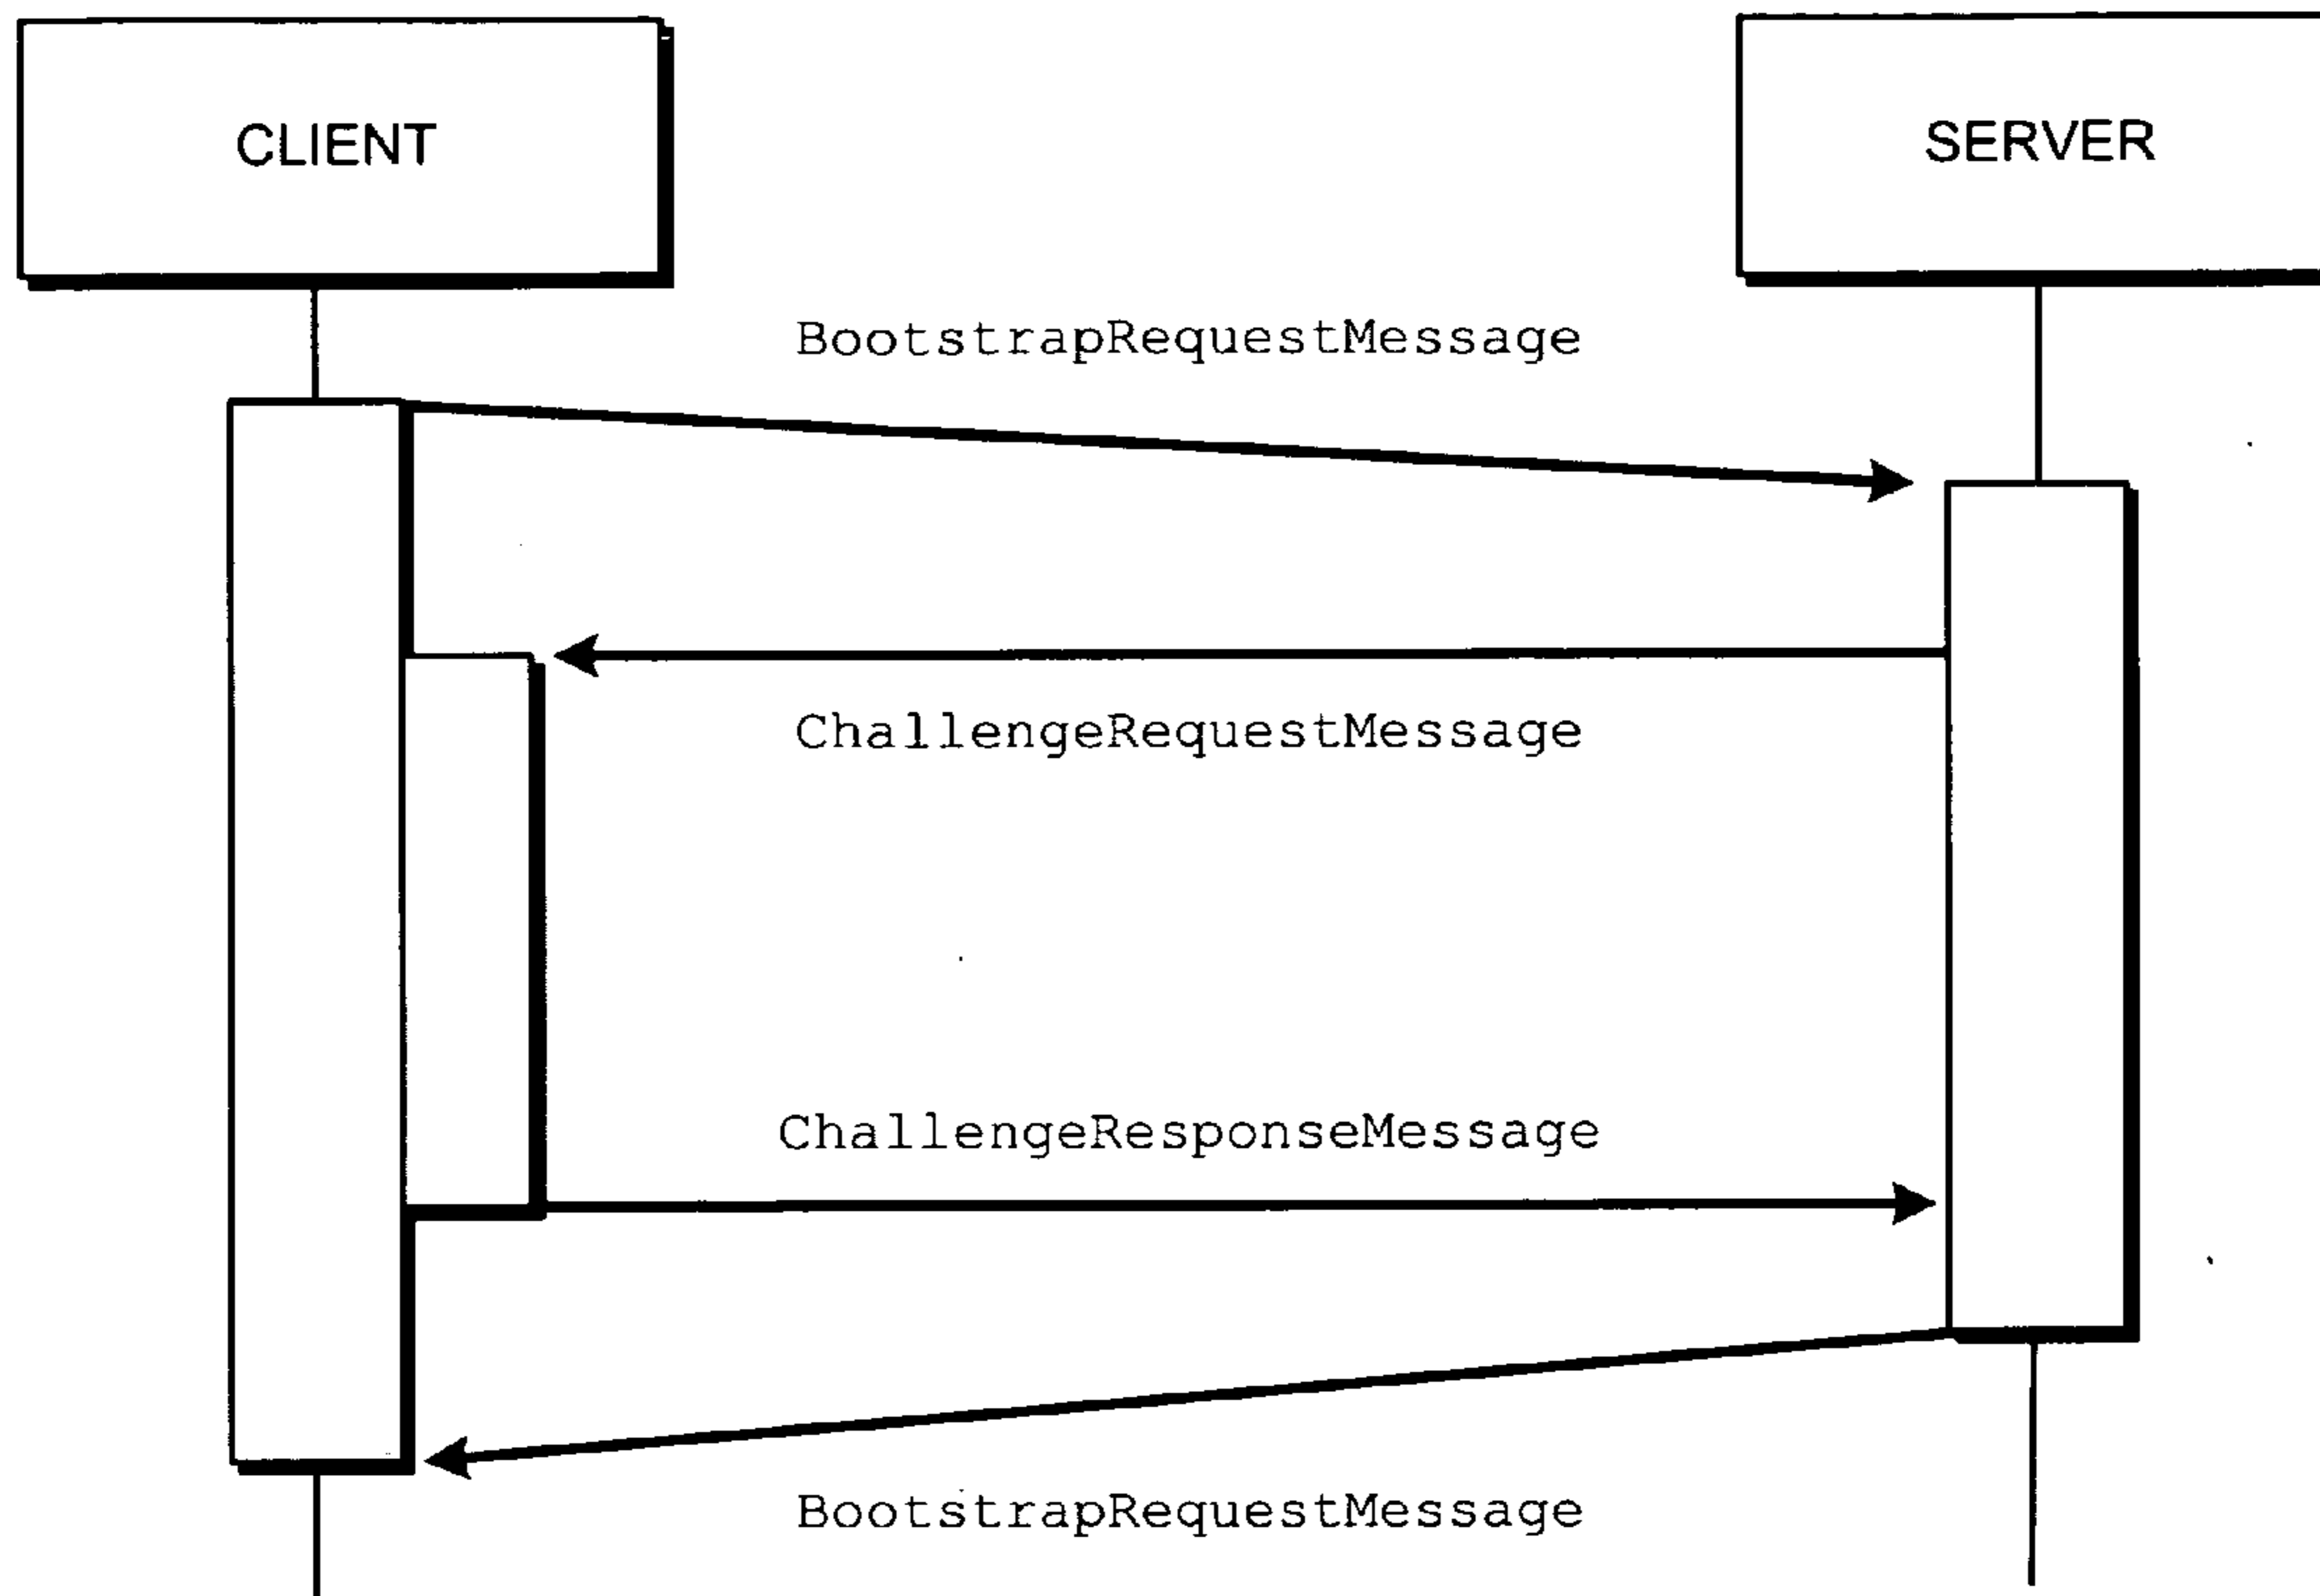 CLIENT
SERVER
BootstrapRequestMessage
ChallengeRequestMessage
ChallengeResponseMessage
BootstrapRequestMessage